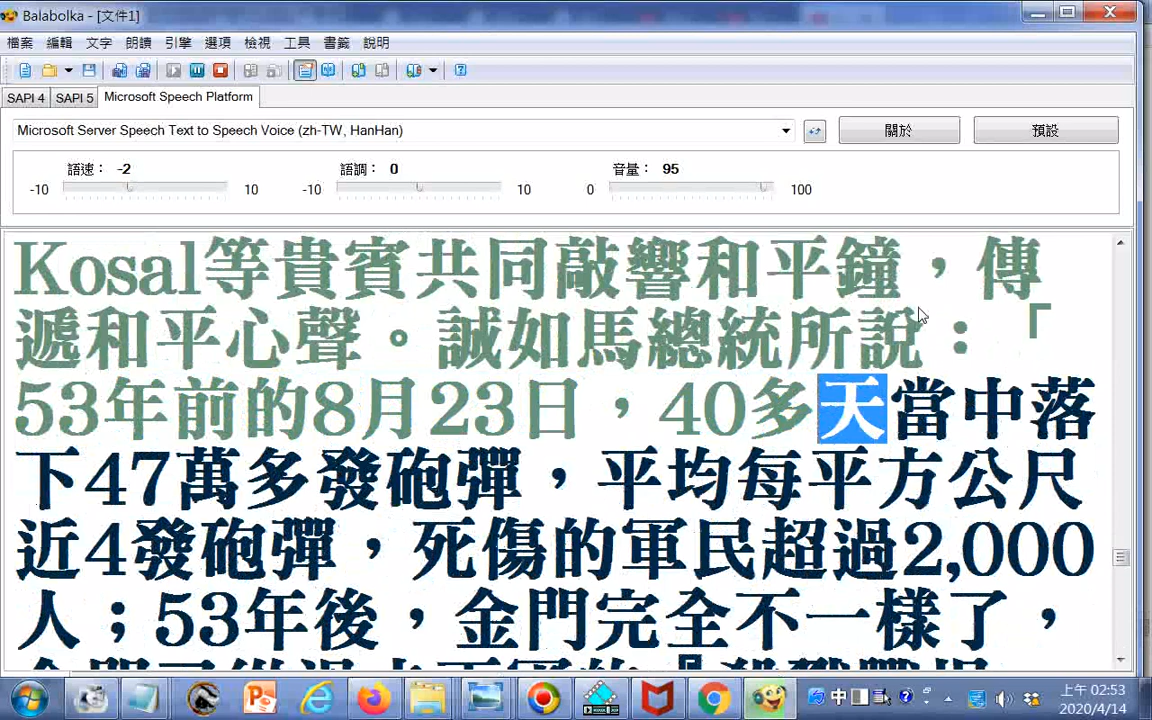 Balabolka - [文件1]
檔案 編輯 文字 朗讀 引擎 選項 檢視 工具 書籤 說明
SAPI 4 SAPI 5 Microsoft Speech Platform
Microsoft Server Speech Text to Speech Voice (zh-TW, HanHan) 關於 預設
語速： -2 語調： 0 音量： 95
-10 10 -10 10 0 100
Kosal等貴賓共同敲響和平鐘，傳
遞和平心聲。誠如馬總統所說：「
53年前的8月23日，40多天當中落
下47萬多發砲彈，平均每平方公尺
近4發砲彈，死傷的軍民超過2,000
人；53年後，金門完全不一樣了，
中
上午 02:53
2020/4/14